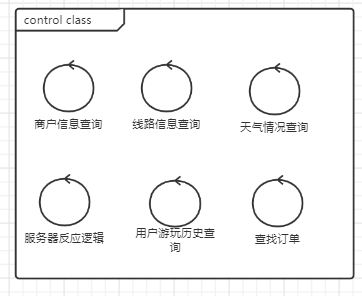 control class
商户信息查询
线路信息查询
天气情况查询
服务器反应逻辑
用户游玩历史查
询
查找订单